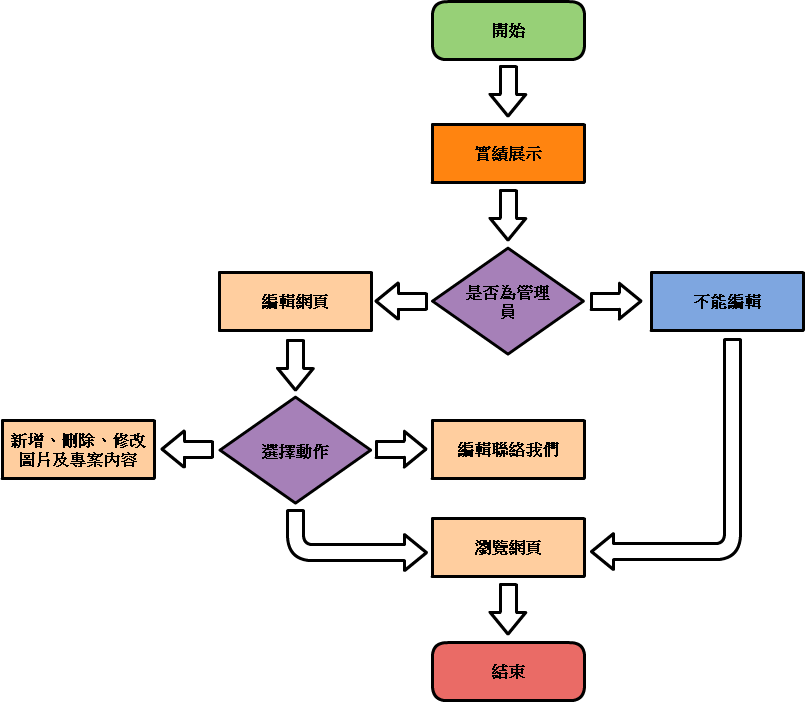 開始
實績展示
是否為管理
員
編輯網頁
不能編輯
新增、刪除、修改
圖片及專案內容
選擇動作
編輯聯絡我們
瀏覽網頁
結束